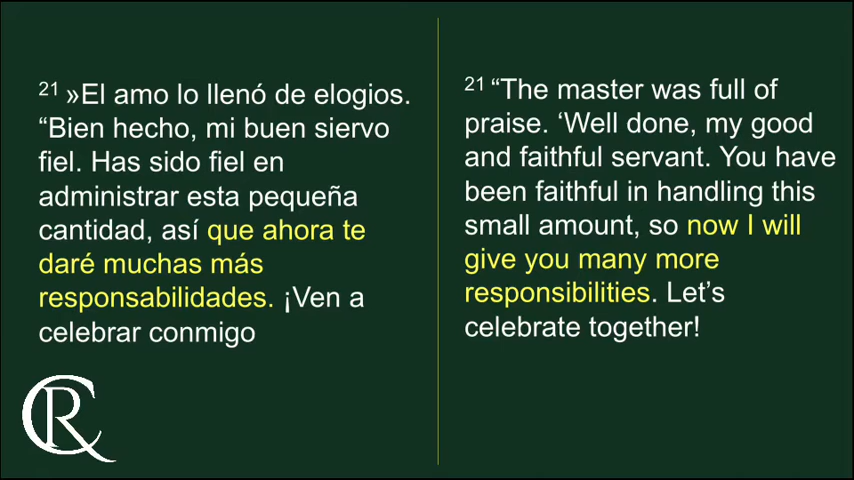 21 »El amo lo llenó de elogios.
“Bien hecho, mi buen siervo
fiel. Has sido fiel en
administrar esta pequeña
cantidad, así que ahora te
daré muchas más
responsabilidades. ¡Ven a
celebrar conmigo
21 “The master was full of
praise. ‘Well done, my good
and faithful servant. You have
been faithful in handling this
small amount, so now I will
give you many more
responsibilities. Let’s
celebrate together!
CR